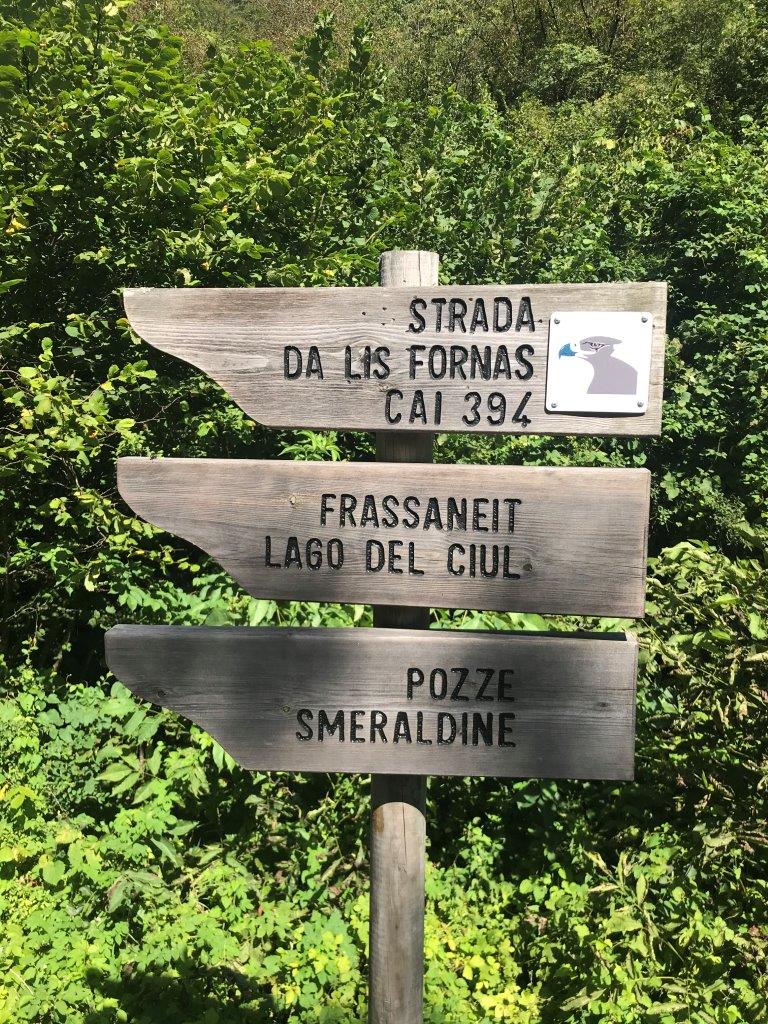 STRADA
DA LIS FORNAS
CAI 394
FRASSANEIT
LAGO DEL CIUL
POZZE
SMERALDINE